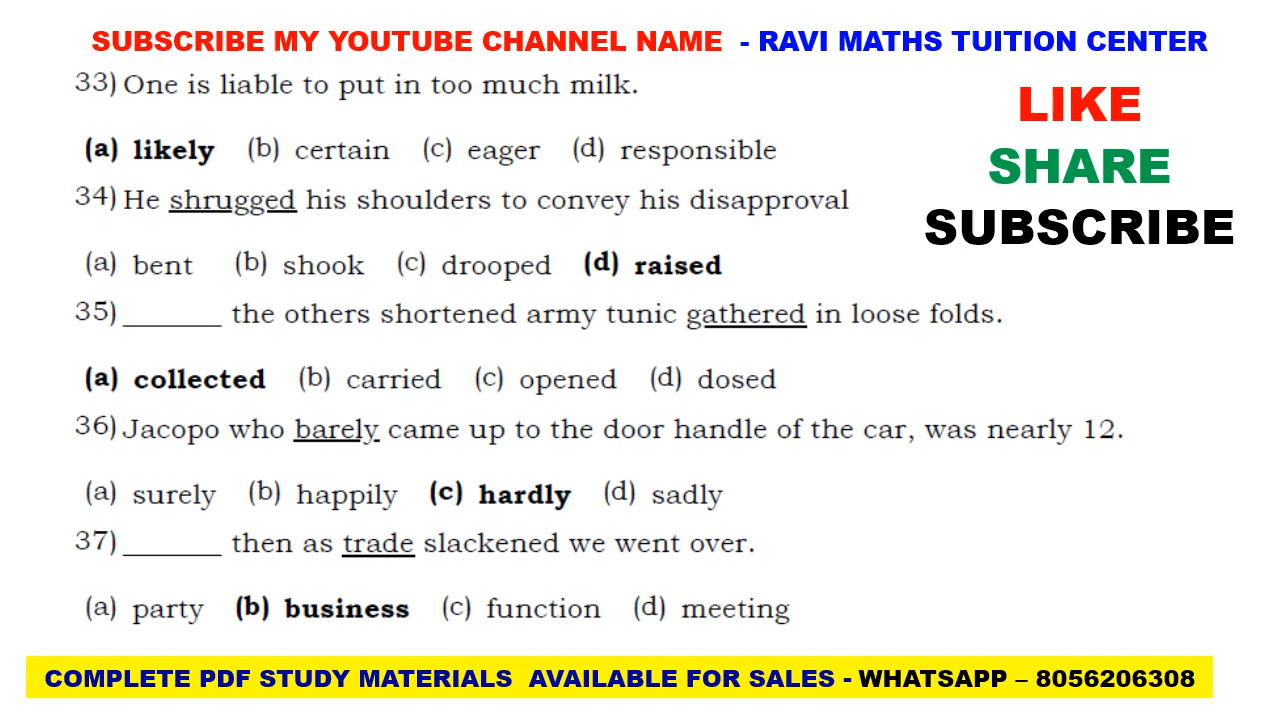 SUBSCRIBE MY YOUTUBE CHANNEL NAME - RAVI MATHS TUITION CENTER
33) One is liable to put in too much milk.
(a) likely (b) certain (c) eager (d) responsible
34) He shrugged his shoulders to convey his disapproval
(a) bent (b) shook (c) drooped (d) raised
35) _______ the others shortened army tunic gathered in loose folds.
(a) collected (b) carried (c) opened (d) dosed
36) Jacopo who barely came up to the door handle of the car, was nearly 12.
(a) surely (b) happily (c) hardly (d) sadly
37) _______ then as trade slackened we went over.
(a) party (b) business (c) function (d) meeting
LIKE
SHARE
SUBSCRIBE
COMPLETE PDF STUDY MATERIALS AVAILABLE FOR SALES - WHATSAPP – 8056206308